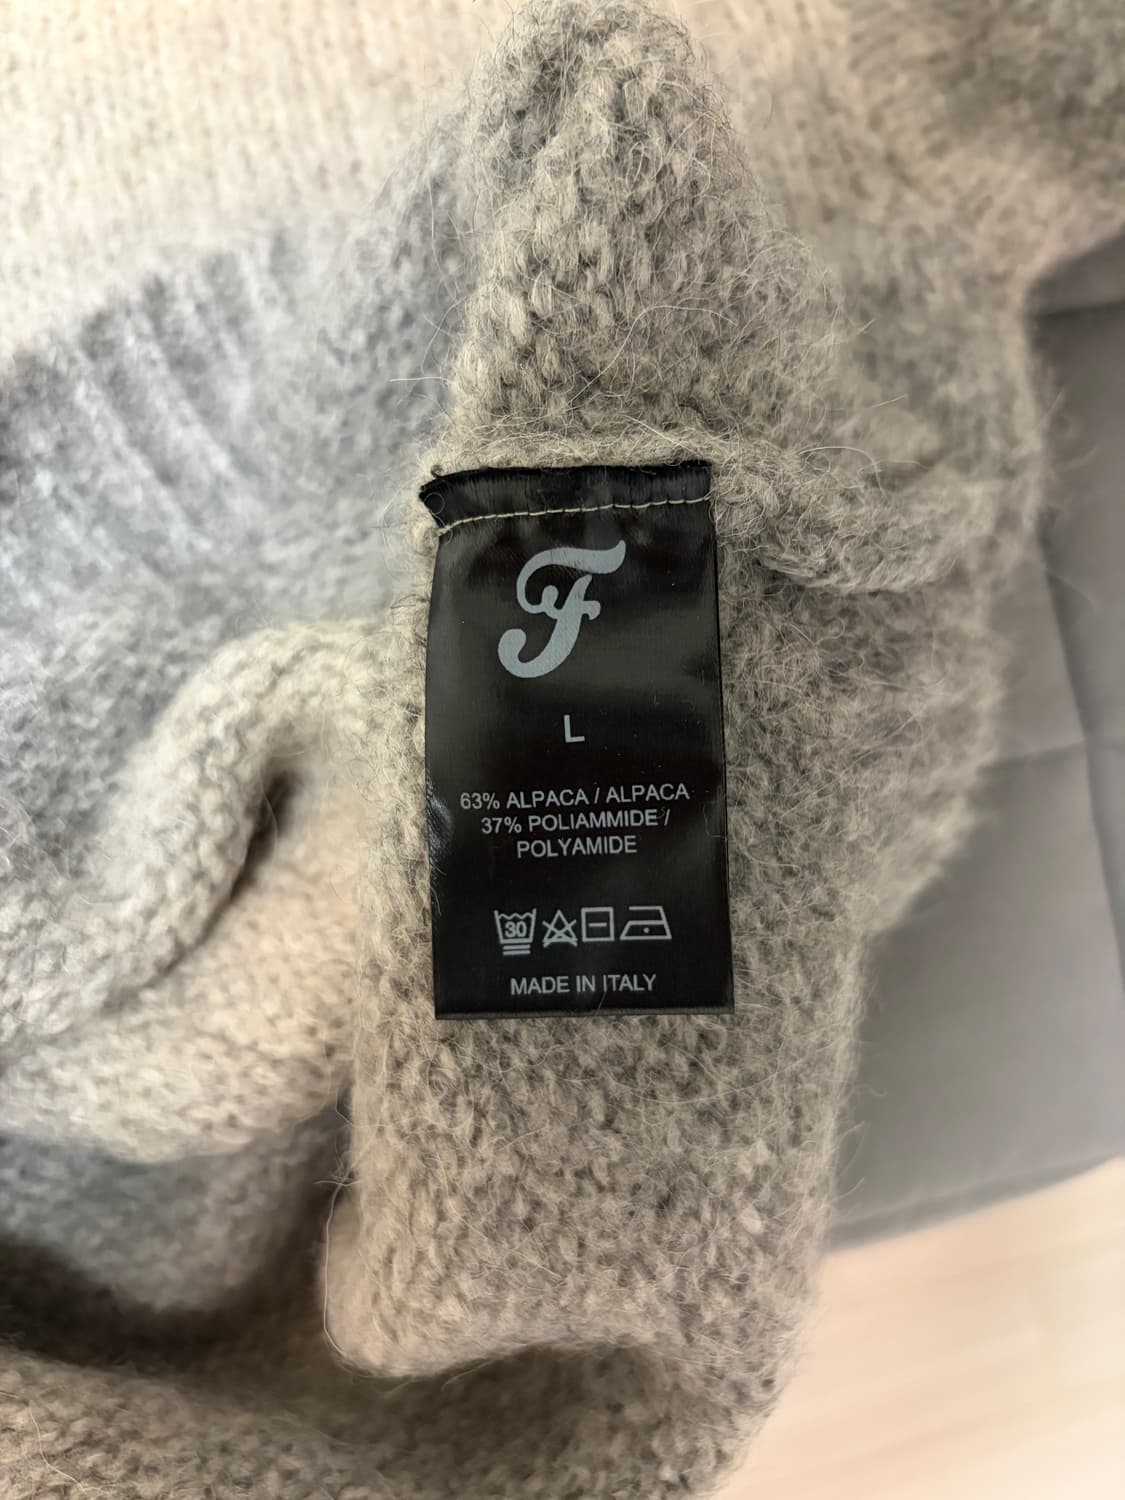 F
L
63% ALPACA / ALPACA
37% POLIAMMIDE /
POLYAMIDE
30
MADE IN ITALY